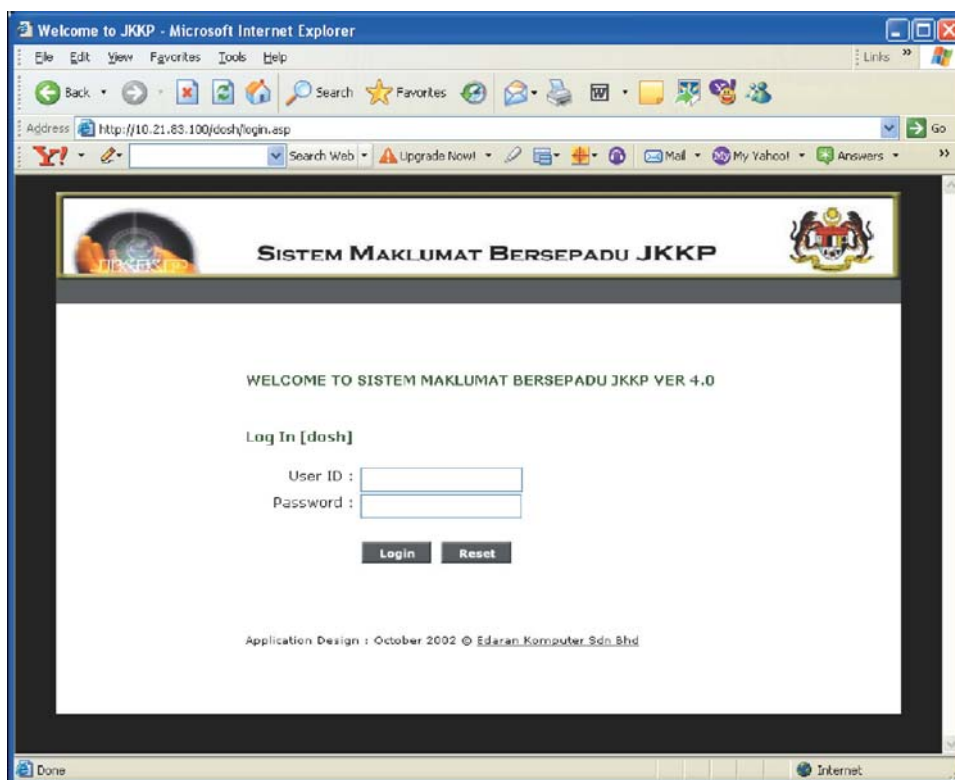 Welcome to JKKP - Microsoft Internet Explorer
File Edit View Favorites Tools Help Links »
Back Search Favorites
Address http://10.21.83.100/dosh/login.asp Go
Y! Search Web Upgrade Now! Mail My Yahoo! Answers »
SISTEM MAKLUMAT BERSEPADU JKKP
WELCOME TO SISTEM MAKLUMAT BERSEPADU JKKP VER 4.0
Log In [dosh]
User ID :
Password :
Login Reset
Application Design : October 2002 © Edaran Komputer Sdn Bhd
Done Internet